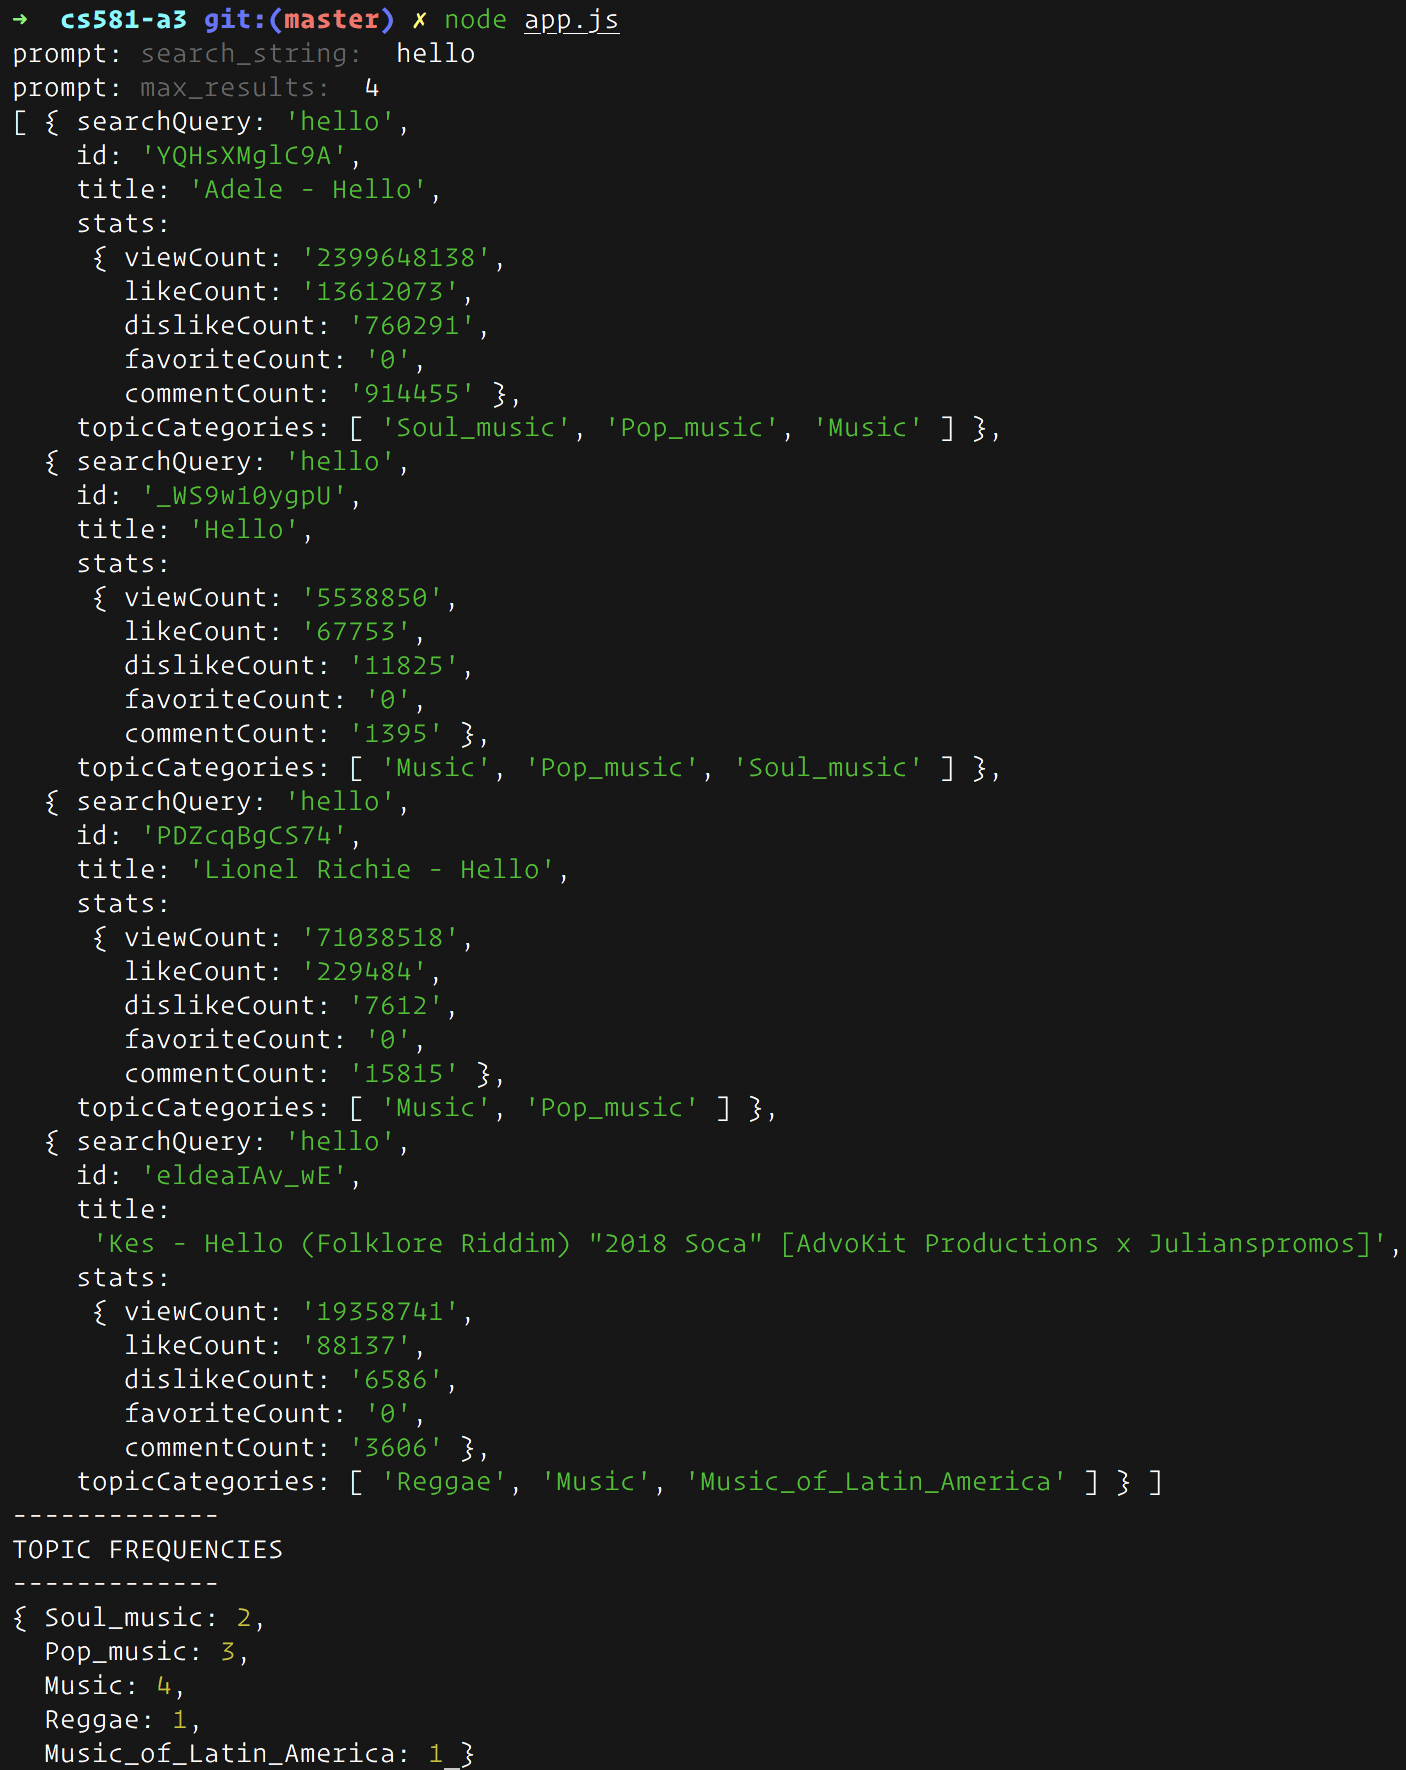 ➜  cs581-a3 git:(master) ✗ node app.js
prompt: search_string:  hello
prompt: max_results:  4
[ { searchQuery: 'hello',
    id: 'YQHsXMglC9A',
    title: 'Adele - Hello',
    stats:
     { viewCount: '2399648138',
       likeCount: '13612073',
       dislikeCount: '760291',
       favoriteCount: '0',
       commentCount: '914455' },
    topicCategories: [ 'Soul_music', 'Pop_music', 'Music' ] },
  { searchQuery: 'hello',
    id: '_WS9w10ygpU',
    title: 'Hello',
    stats:
     { viewCount: '5538850',
       likeCount: '67753',
       dislikeCount: '11825',
       favoriteCount: '0',
       commentCount: '1395' },
    topicCategories: [ 'Music', 'Pop_music', 'Soul_music' ] },
  { searchQuery: 'hello',
    id: 'PDZcqBgCS74',
    title: 'Lionel Richie - Hello',
    stats:
     { viewCount: '71038518',
       likeCount: '229484',
       dislikeCount: '7612',
       favoriteCount: '0',
       commentCount: '15815' },
    topicCategories: [ 'Music', 'Pop_music' ] },
  { searchQuery: 'hello',
    id: 'eldeaIAv_wE',
    title:
     'Kes - Hello (Folklore Riddim) "2018 Soca" [AdvoKit Productions x Julianspromos]',
    stats:
     { viewCount: '19358741',
       likeCount: '88137',
       dislikeCount: '6586',
       favoriteCount: '0',
       commentCount: '3606' },
    topicCategories: [ 'Reggae', 'Music', 'Music_of_Latin_America' ] } ]
-------------
TOPIC FREQUENCIES
-------------
{ Soul_music: 2,
  Pop_music: 3,
  Music: 4,
  Reggae: 1,
  Music_of_Latin_America: 1 }